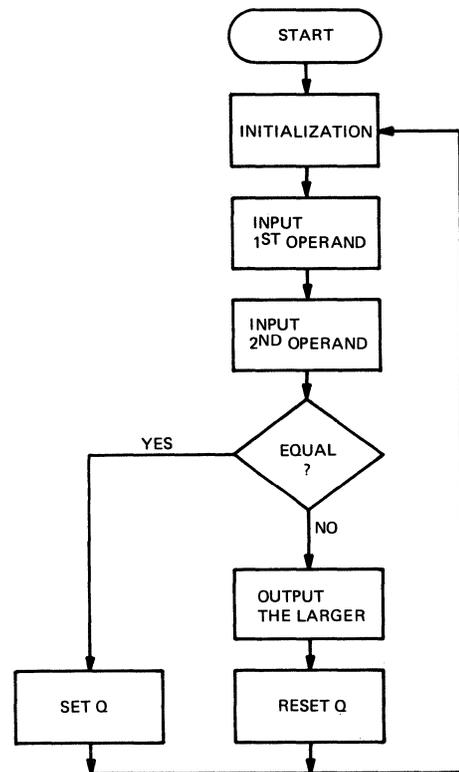 START
INITIALIZATION
INPUT
1ST OPERAND
INPUT
2ND OPERAND
EQUAL
?
YES
NO
OUTPUT
THE LARGER
SET Q
RESET Q